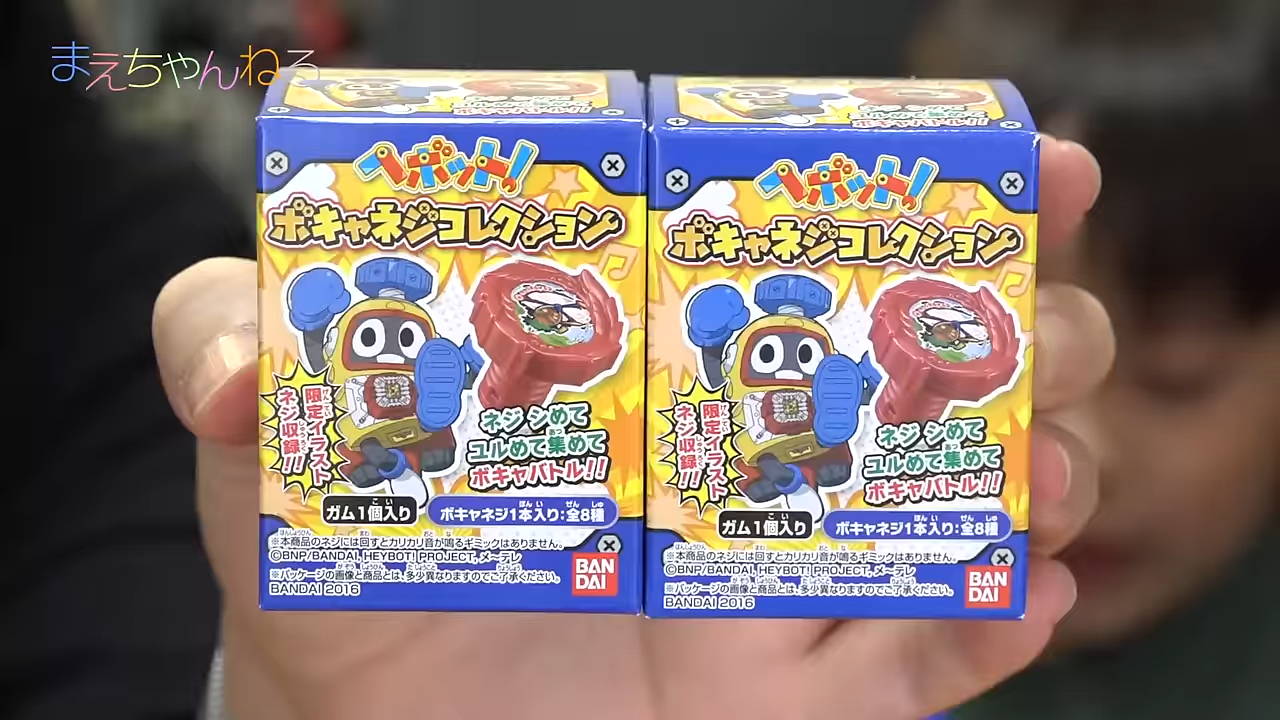 まえちゃんねる
ヘボット!
ボキャネジコレクション
限定イラスト
ネジ収録!!
ネジ シめて
ユルめて集めて
ボキャバトル!!
ガム1個入り
ボキャネジ1本入り:全8種
※本商品のネジには回すとカリカリ音が鳴るギミックはありません。
©BNP/BANDAI, HEYBOT! PROJECT, メ〜テレ
※パッケージの画像と商品とは、多少異なりますのでご了承ください。
BANDAI 2016
BAN
DAI
ヘボット!
ボキャネジコレクション
限定イラスト
ネジ収録!!
ネジ シめて
ユルめて集めて
ボキャバトル!!
ガム1個入り
ボキャネジ1本入り:全8種
※本商品のネジには回すとカリカリ音が鳴るギミックはありません。
©BNP/BANDAI, HEYBOT! PROJECT, メ〜テレ
※パッケージの画像と商品とは、多少異なりますのでご了承ください。
BANDAI 2016
BAN
DAI